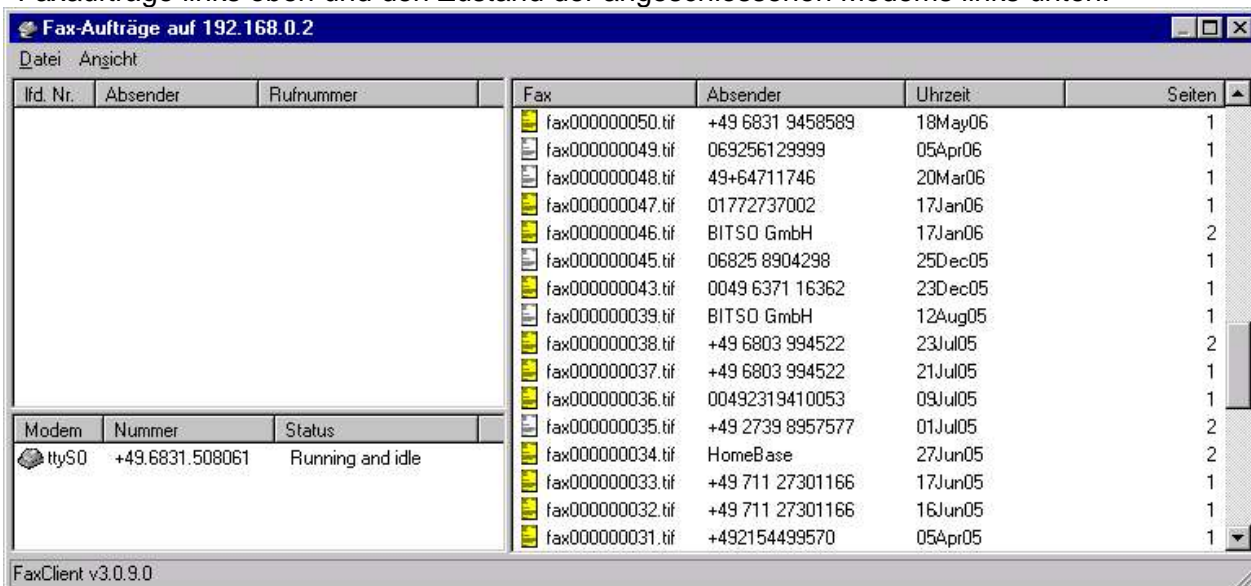 Faxaufträge links oben und den Zustand der angeschlossenen Modems links unten.
Fax-Aufträge auf 192.168.0.2
Datei Ansicht
lfd. Nr. Absender Rufnummer
Fax Absender Uhrzeit Seiten
fax000000050.tif +49 6831 9458589 18May06 1
fax000000049.tif 069256129999 05Apr06 1
fax000000048.tif 49+64711746 20Mar06 1
fax000000047.tif 01772737002 17Jan06 1
fax000000046.tif BITSO GmbH 17Jan06 2
fax000000045.tif 06825 8904298 25Dec05 1
fax000000043.tif 0049 6371 16362 23Dec05 1
fax000000039.tif BITSO GmbH 12Aug05 1
fax000000038.tif +49 6803 994522 23Jul05 2
fax000000037.tif +49 6803 994522 21Jul05 1
fax000000036.tif 00492319410053 09Jul05 1
fax000000035.tif +49 2739 8957577 01Jul05 2
fax000000034.tif HomeBase 27Jun05 2
fax000000033.tif +49 711 27301166 17Jun05 1
fax000000032.tif +49 711 27301166 16Jun05 1
fax000000031.tif +492154499570 05Apr05 1
Modem Nummer Status
ttyS0 +49.6831.508061 Running and idle
FaxClient v3.0.9.0